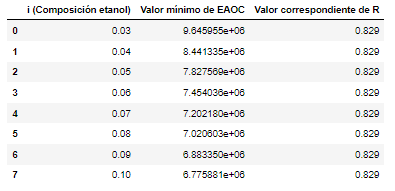 i (Composición etanol) Valor mínimo de EAOC Valor correspondiente de R
0 0.03 9.645955e+06 0.829
1 0.04 8.441335e+06 0.829
2 0.05 7.827569e+06 0.829
3 0.06 7.454036e+06 0.829
4 0.07 7.202180e+06 0.829
5 0.08 7.020603e+06 0.829
6 0.09 6.883350e+06 0.829
7 0.10 6.775881e+06 0.829